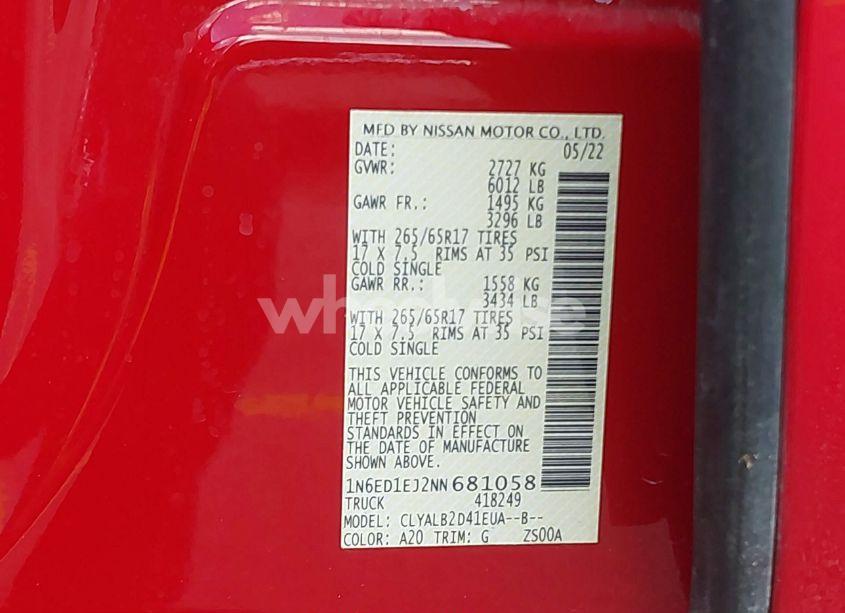 MFD BY NISSAN MOTOR CO., LTD.
DATE: 05/22
GVWR: 2727 KG
6012 LB
GAWR FR.: 1495 KG
3296 LB
WITH 265/65R17 TIRES
17 X 7.5 RIMS AT 35 PSI
COLD SINGLE
GAWR RR.: 1558 KG
3434 LB
WITH 265/65R17 TIRES
17 X 7.5 RIMS AT 35 PSI
COLD SINGLE
THIS VEHICLE CONFORMS TO
ALL APPLICABLE FEDERAL
MOTOR VEHICLE SAFETY AND
THEFT PREVENTION
STANDARDS IN EFFECT ON
THE DATE OF MANUFACTURE
SHOWN ABOVE.
1N6ED1EJ2NN681058
TRUCK 418249
MODEL: CLYALB2D41EUA--B--
COLOR: A20 TRIM: G ZS00A